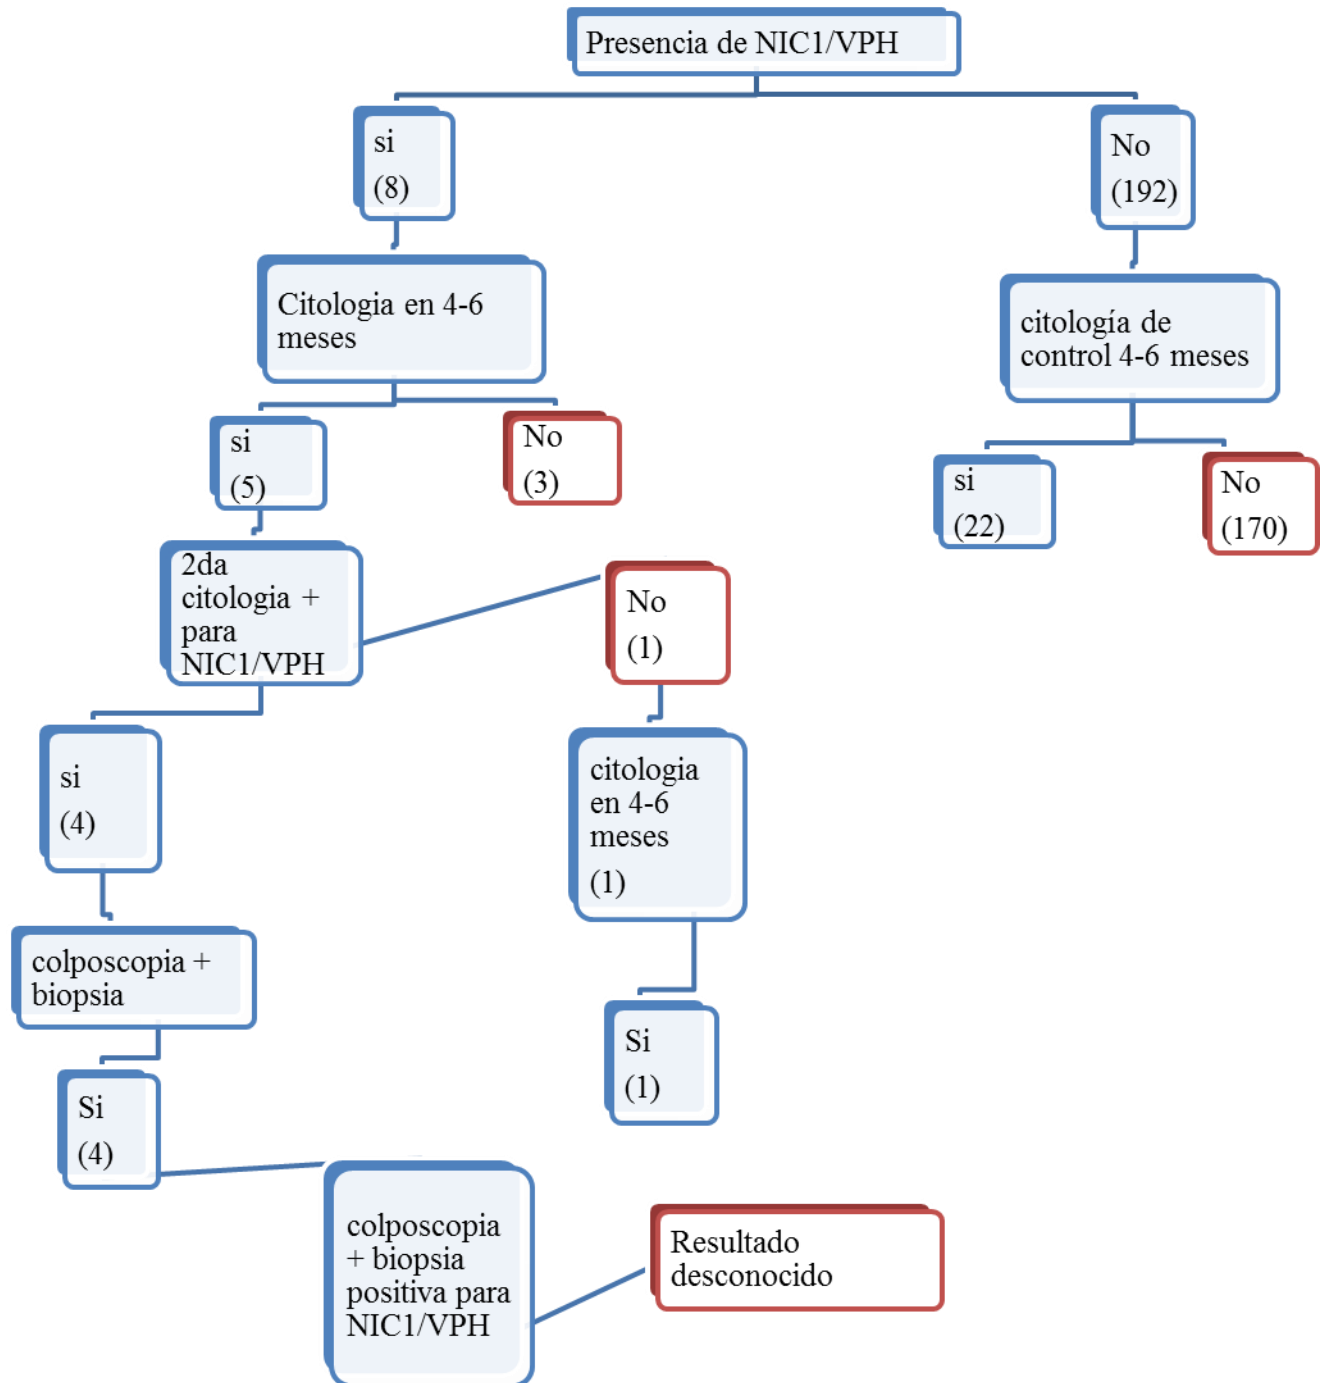 Presencia de NIC1/VPH
si
(8)
No
(192)
Citologia en 4-6
meses
citología de
control 4-6 meses
si
(5)
No
(3)
si
(22)
No
(170)
2da
citologia +
para
NIC1/VPH
No
(1)
si
(4)
citologia
en 4-6
meses
(1)
colposcopia +
biopsia
Si
(1)
Si
(4)
colposcopia
+ biopsia
positiva para
NIC1/VPH
Resultado
desconocido